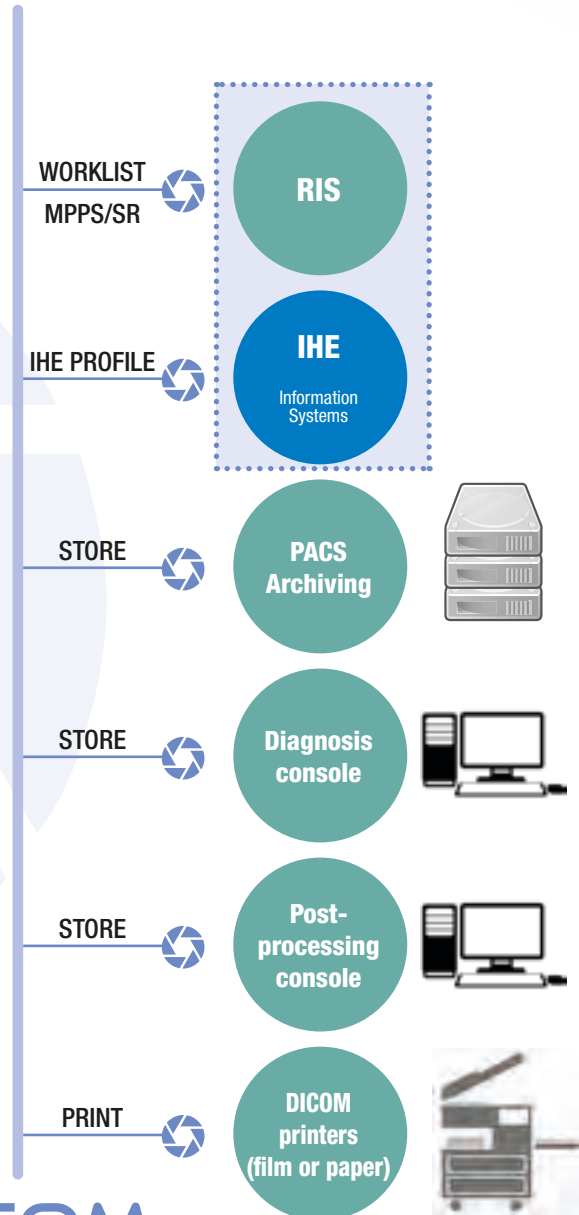 WORKLIST
MPPS/SR
RIS
IHE PROFILE
IHE
Information
Systems
STORE
PACS
Archiving
STORE
Diagnosis
console
STORE
Post-
processing
console
PRINT
DICOM
printers
(film or paper)